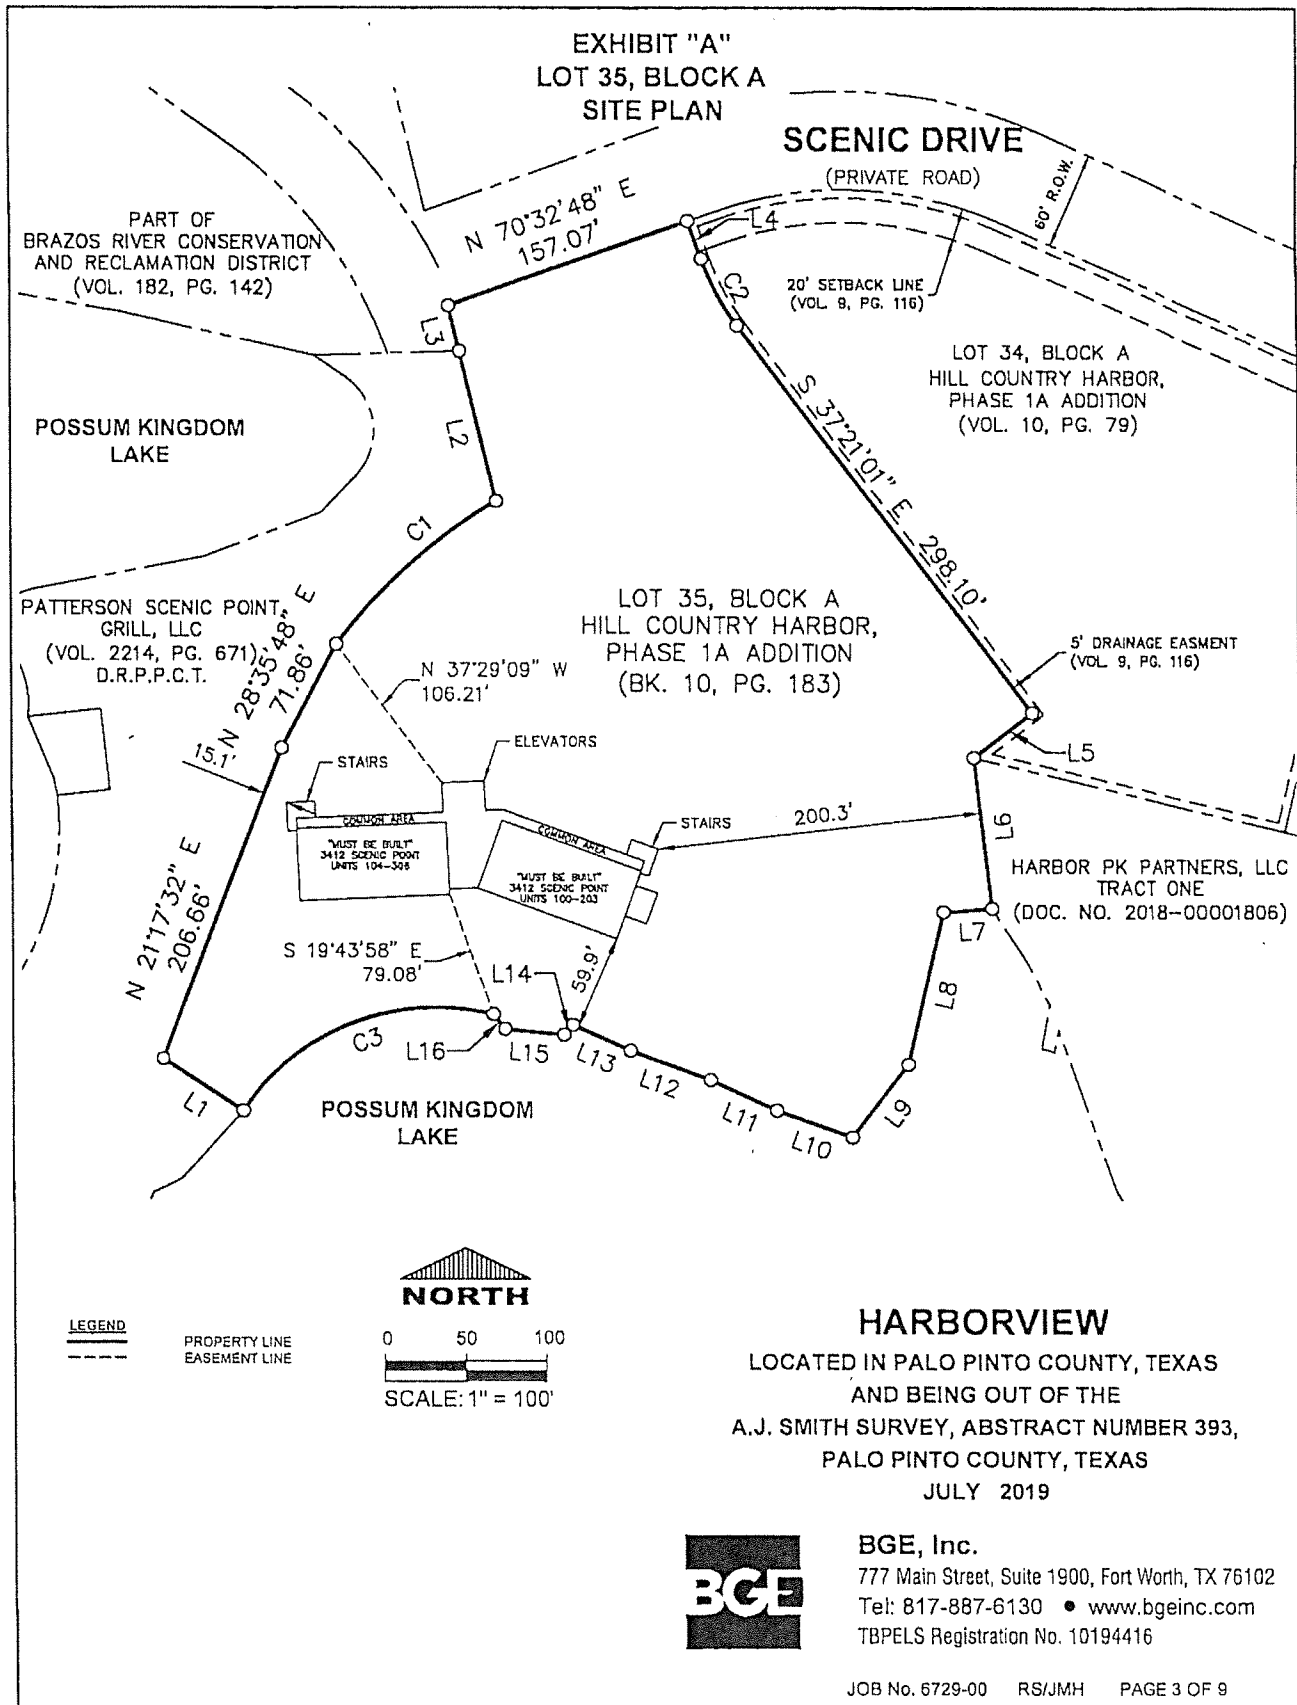 EXHIBIT "A"
LOT 35, BLOCK A
SITE PLAN
SCENIC DRIVE
(PRIVATE ROAD)
60' R.O.W.
PART OF
BRAZOS RIVER CONSERVATION
AND RECLAMATION DISTRICT
(VOL. 182, PG. 142)
N 70°32'48" E
157.07'
L4
C2
20' SETBACK LINE
(VOL. 9, PG. 116)
L3
LOT 34, BLOCK A
HILL COUNTRY HARBOR,
PHASE 1A ADDITION
(VOL. 10, PG. 79)
POSSUM KINGDOM
LAKE
L2
S 37°21'01" E 298.10'
C1
PATTERSON SCENIC POINT
GRILL, LLC
(VOL. 2214, PG. 671)
D.R.P.P.C.T.
N 28°35'48" E
71.86'
LOT 35, BLOCK A
HILL COUNTRY HARBOR,
PHASE 1A ADDITION
(BK. 10, PG. 183)
5' DRAINAGE EASMENT
(VOL. 9, PG. 116)
N 37°29'09" W
106.21'
15.1'
STAIRS
ELEVATORS
L5
COMMON AREA
"MUST BE BUILT"
3412 SCENIC POINT
UNITS 104-306
COMMON AREA
STAIRS
200.3'
L6
"MUST BE BUILT"
3412 SCENIC POINT
UNITS 100-203
HARBOR PK PARTNERS, LLC
TRACT ONE
(DOC. NO. 2018-00001806)
N 21°17'32" E
206.66'
L7
S 19°43'58" E
79.08'
L14
59.9'
L8
C3
L16
L15
L13
L12
L11
L10
L9
L1
POSSUM KINGDOM
LAKE
NORTH
LEGEND
PROPERTY LINE
EASEMENT LINE
0 50 100
SCALE: 1" = 100'
HARBORVIEW
LOCATED IN PALO PINTO COUNTY, TEXAS
AND BEING OUT OF THE
A.J. SMITH SURVEY, ABSTRACT NUMBER 393,
PALO PINTO COUNTY, TEXAS
JULY 2019
BGE
BGE, Inc.
777 Main Street, Suite 1900, Fort Worth, TX 76102
Tel: 817-887-6130 ● www.bgeinc.com
TBPELS Registration No. 10194416
JOB No. 6729-00 RS/JMH PAGE 3 OF 9